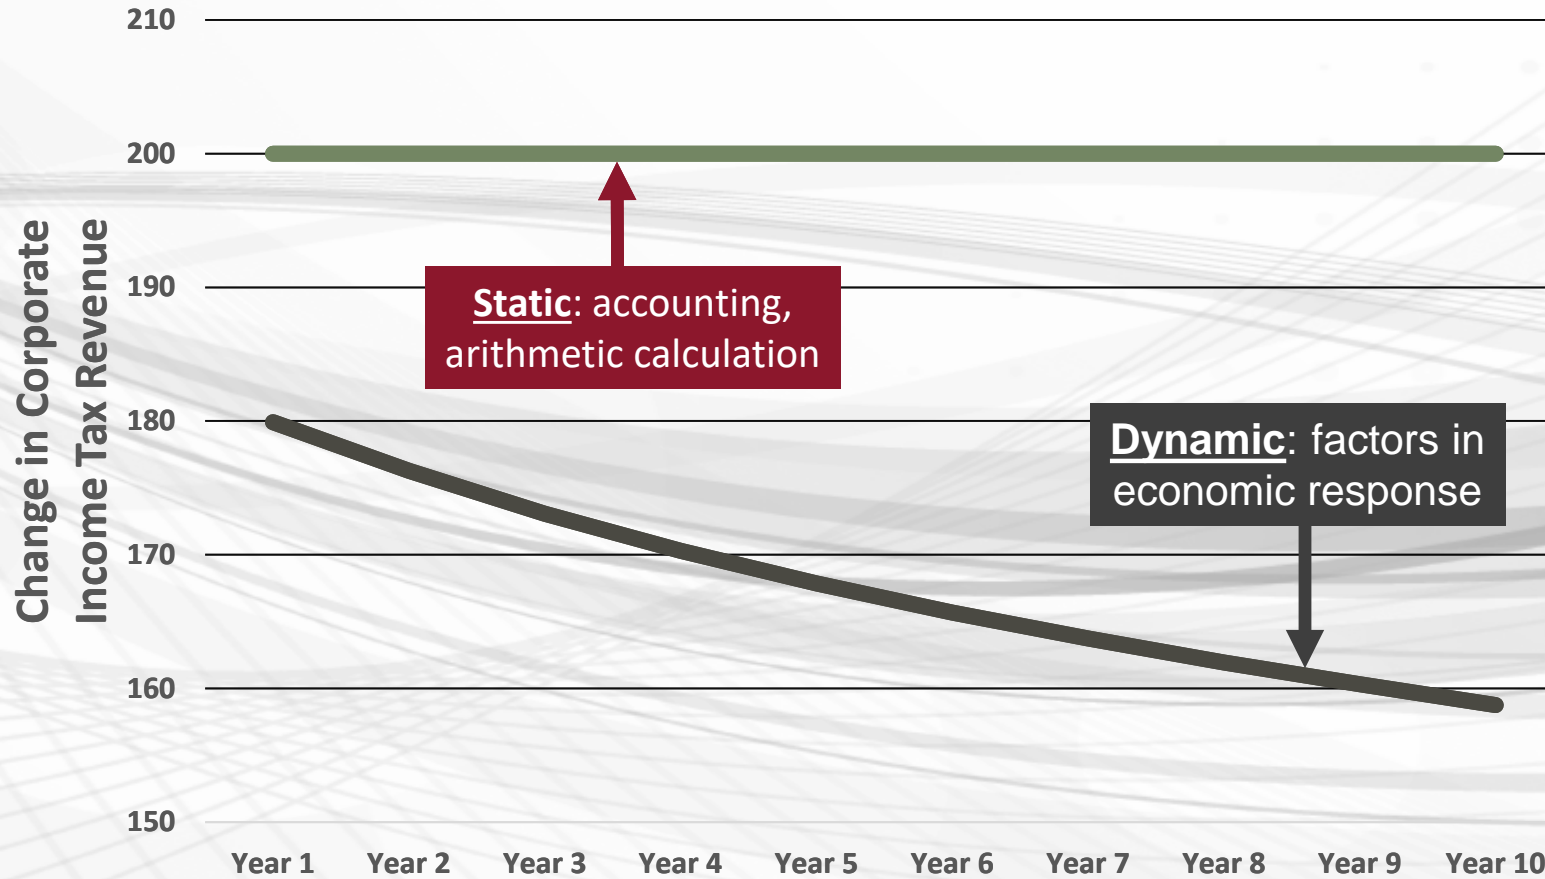 210
200
190
180
170
160
150
Change in Corporate
Income Tax Revenue
Static: accounting,
arithmetic calculation
Dynamic: factors in
economic response
Year 1 Year 2 Year 3 Year 4 Year 5 Year 6 Year 7 Year 8 Year 9 Year 10